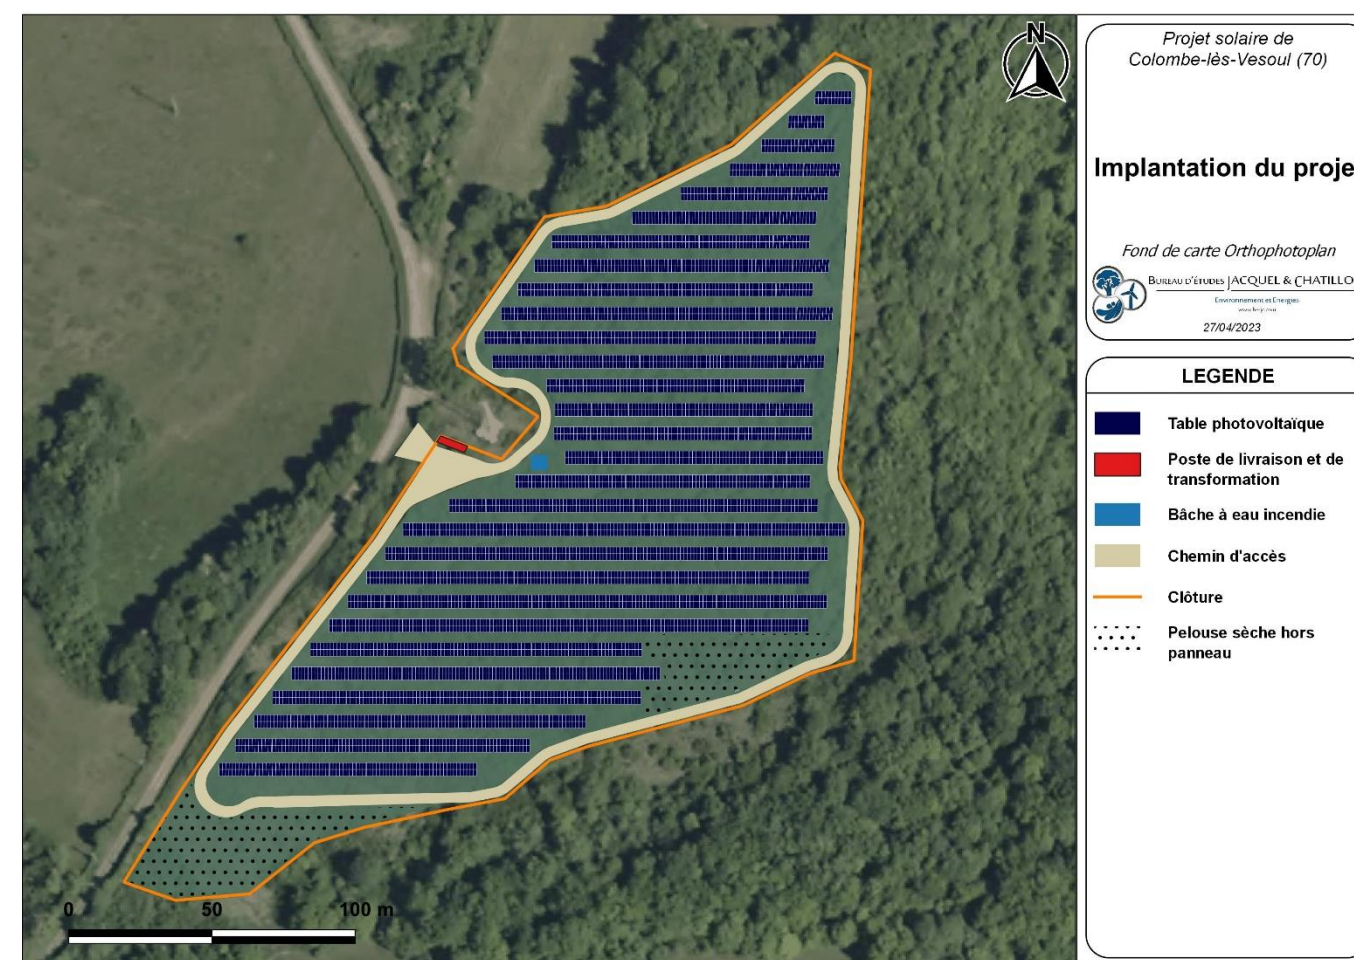 N
Projet solaire de
Colombe-lès-Vesoul (70)
Implantation du proje
Fond de carte Orthophotoplan
BUREAU D'ÉTUDES JACQUEL & CHATILLO
Environnement et Energies
27/04/2023
LEGENDE
Table photovoltaïque
Poste de livraison et de
transformation
Bâche à eau incendie
Chemin d'accès
Clôture
Pelouse sèche hors
panneau
0 50 100 m